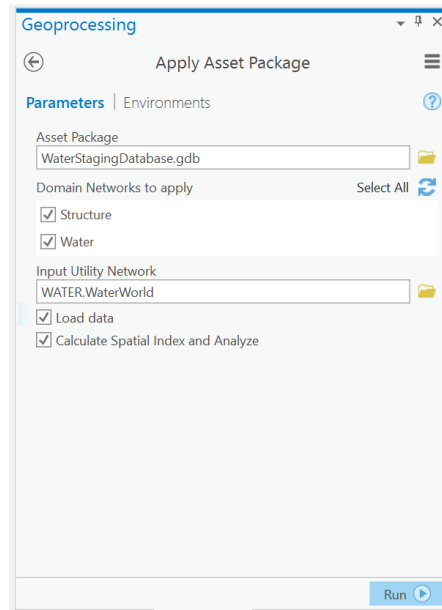 Geoprocessing
Apply Asset Package
Parameters | Environments
Asset Package
WaterStagingDatabase.gdb
Domain Networks to apply Select All
Structure
Water
Input Utility Network
WATER.WaterWorld
Load data
Calculate Spatial Index and Analyze
Run